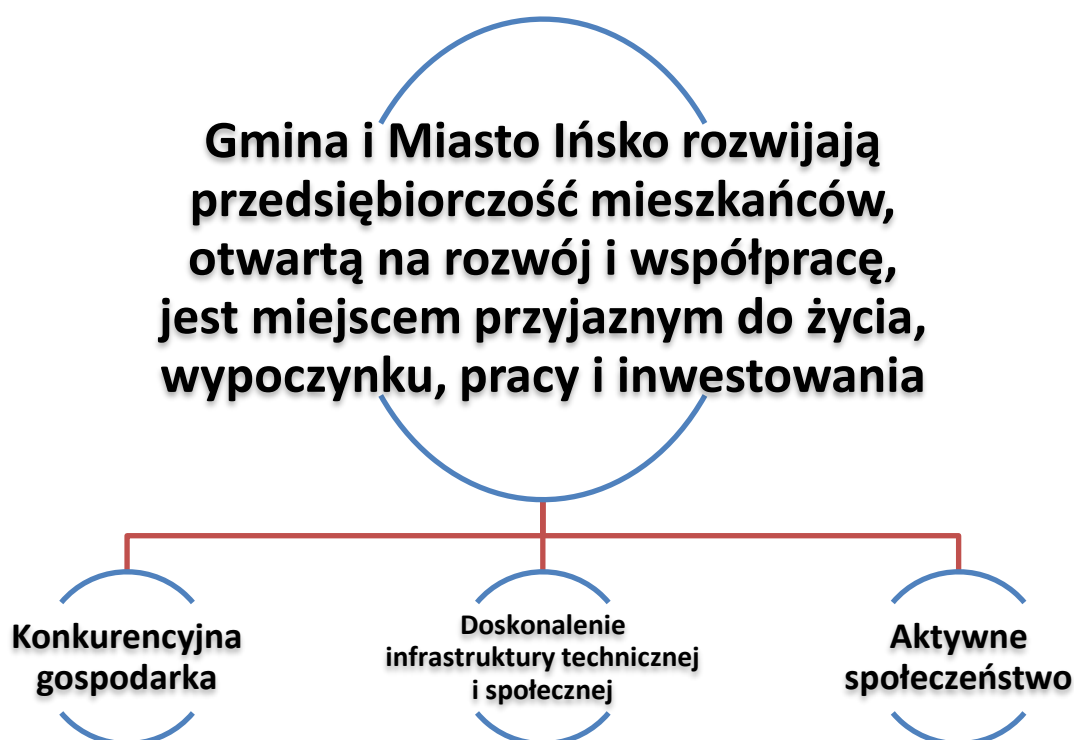 Gmina i Miasto Ińsko rozwijają
przedsiębiorczość mieszkańców,
otwartą na rozwój i współpracę,
jest miejscem przyjaznym do życia,
wypoczynku, pracy i inwestowania
Konkurencyjna
gospodarka
Doskonalenie
infrastruktury technicznej
i społecznej
Aktywne
społeczeństwo